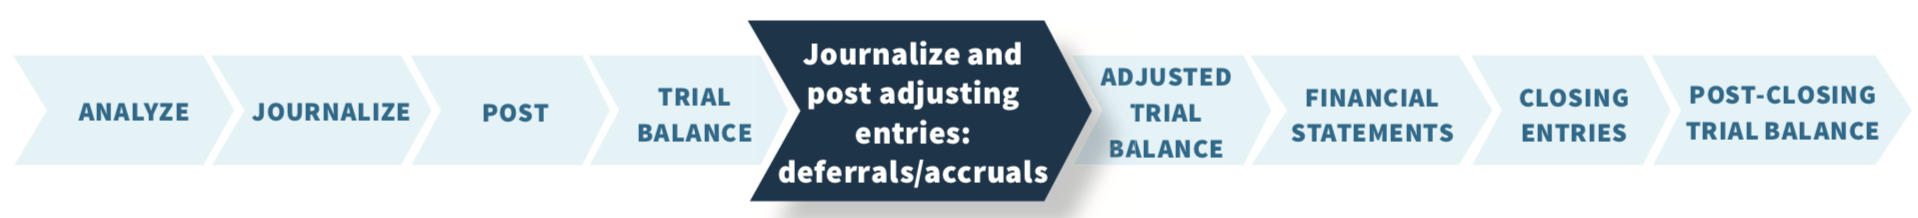 ANALYZE
JOURNALIZE
POST
TRIAL
BALANCE
Journalize and
post adjusting
entries:
deferrals/accruals
ADJUSTED
TRIAL
BALANCE
FINANCIAL
STATEMENTS
CLOSING
ENTRIES
POST-CLOSING
TRIAL BALANCE